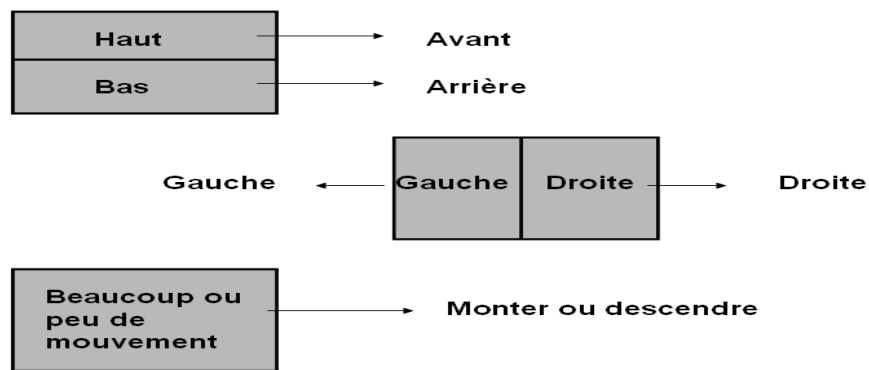 Haut Avant
Bas Arrière
Gauche Gauche Droite Droite
Beaucoup ou
peu de
mouvement
Monter ou descendre